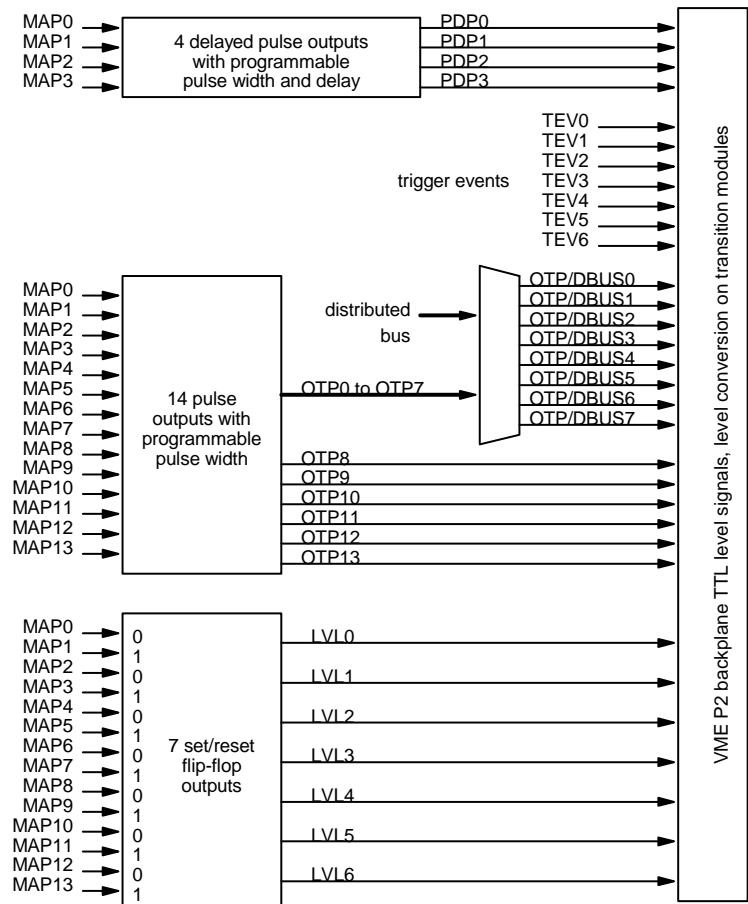 MAP0
MAP1
MAP2
MAP3
4 delayed pulse outputs
with programmable
pulse width and delay
PDP0
PDP1
PDP2
PDP3
trigger events
TEV0
TEV1
TEV2
TEV3
TEV4
TEV5
TEV6
MAP0
MAP1
MAP2
MAP3
MAP4
MAP5
MAP6
MAP7
MAP8
MAP9
MAP10
MAP11
MAP12
MAP13
14 pulse
outputs with
programmable
pulse width
distributed
bus
OTP0 to OTP7
OTP/DBUS0
OTP/DBUS1
OTP/DBUS2
OTP/DBUS3
OTP/DBUS4
OTP/DBUS5
OTP/DBUS6
OTP/DBUS7
OTP8
OTP9
OTP10
OTP11
OTP12
OTP13
MAP0
MAP1
MAP2
MAP3
MAP4
MAP5
MAP6
MAP7
MAP8
MAP9
MAP10
MAP11
MAP12
MAP13
0
1
0
1
0
1
0
1
0
1
0
1
0
1
7 set/reset
flip-flop
outputs
LVL0
LVL1
LVL2
LVL3
LVL4
LVL5
LVL6
VME P2 backplane TTL level signals, level conversion on transition modules